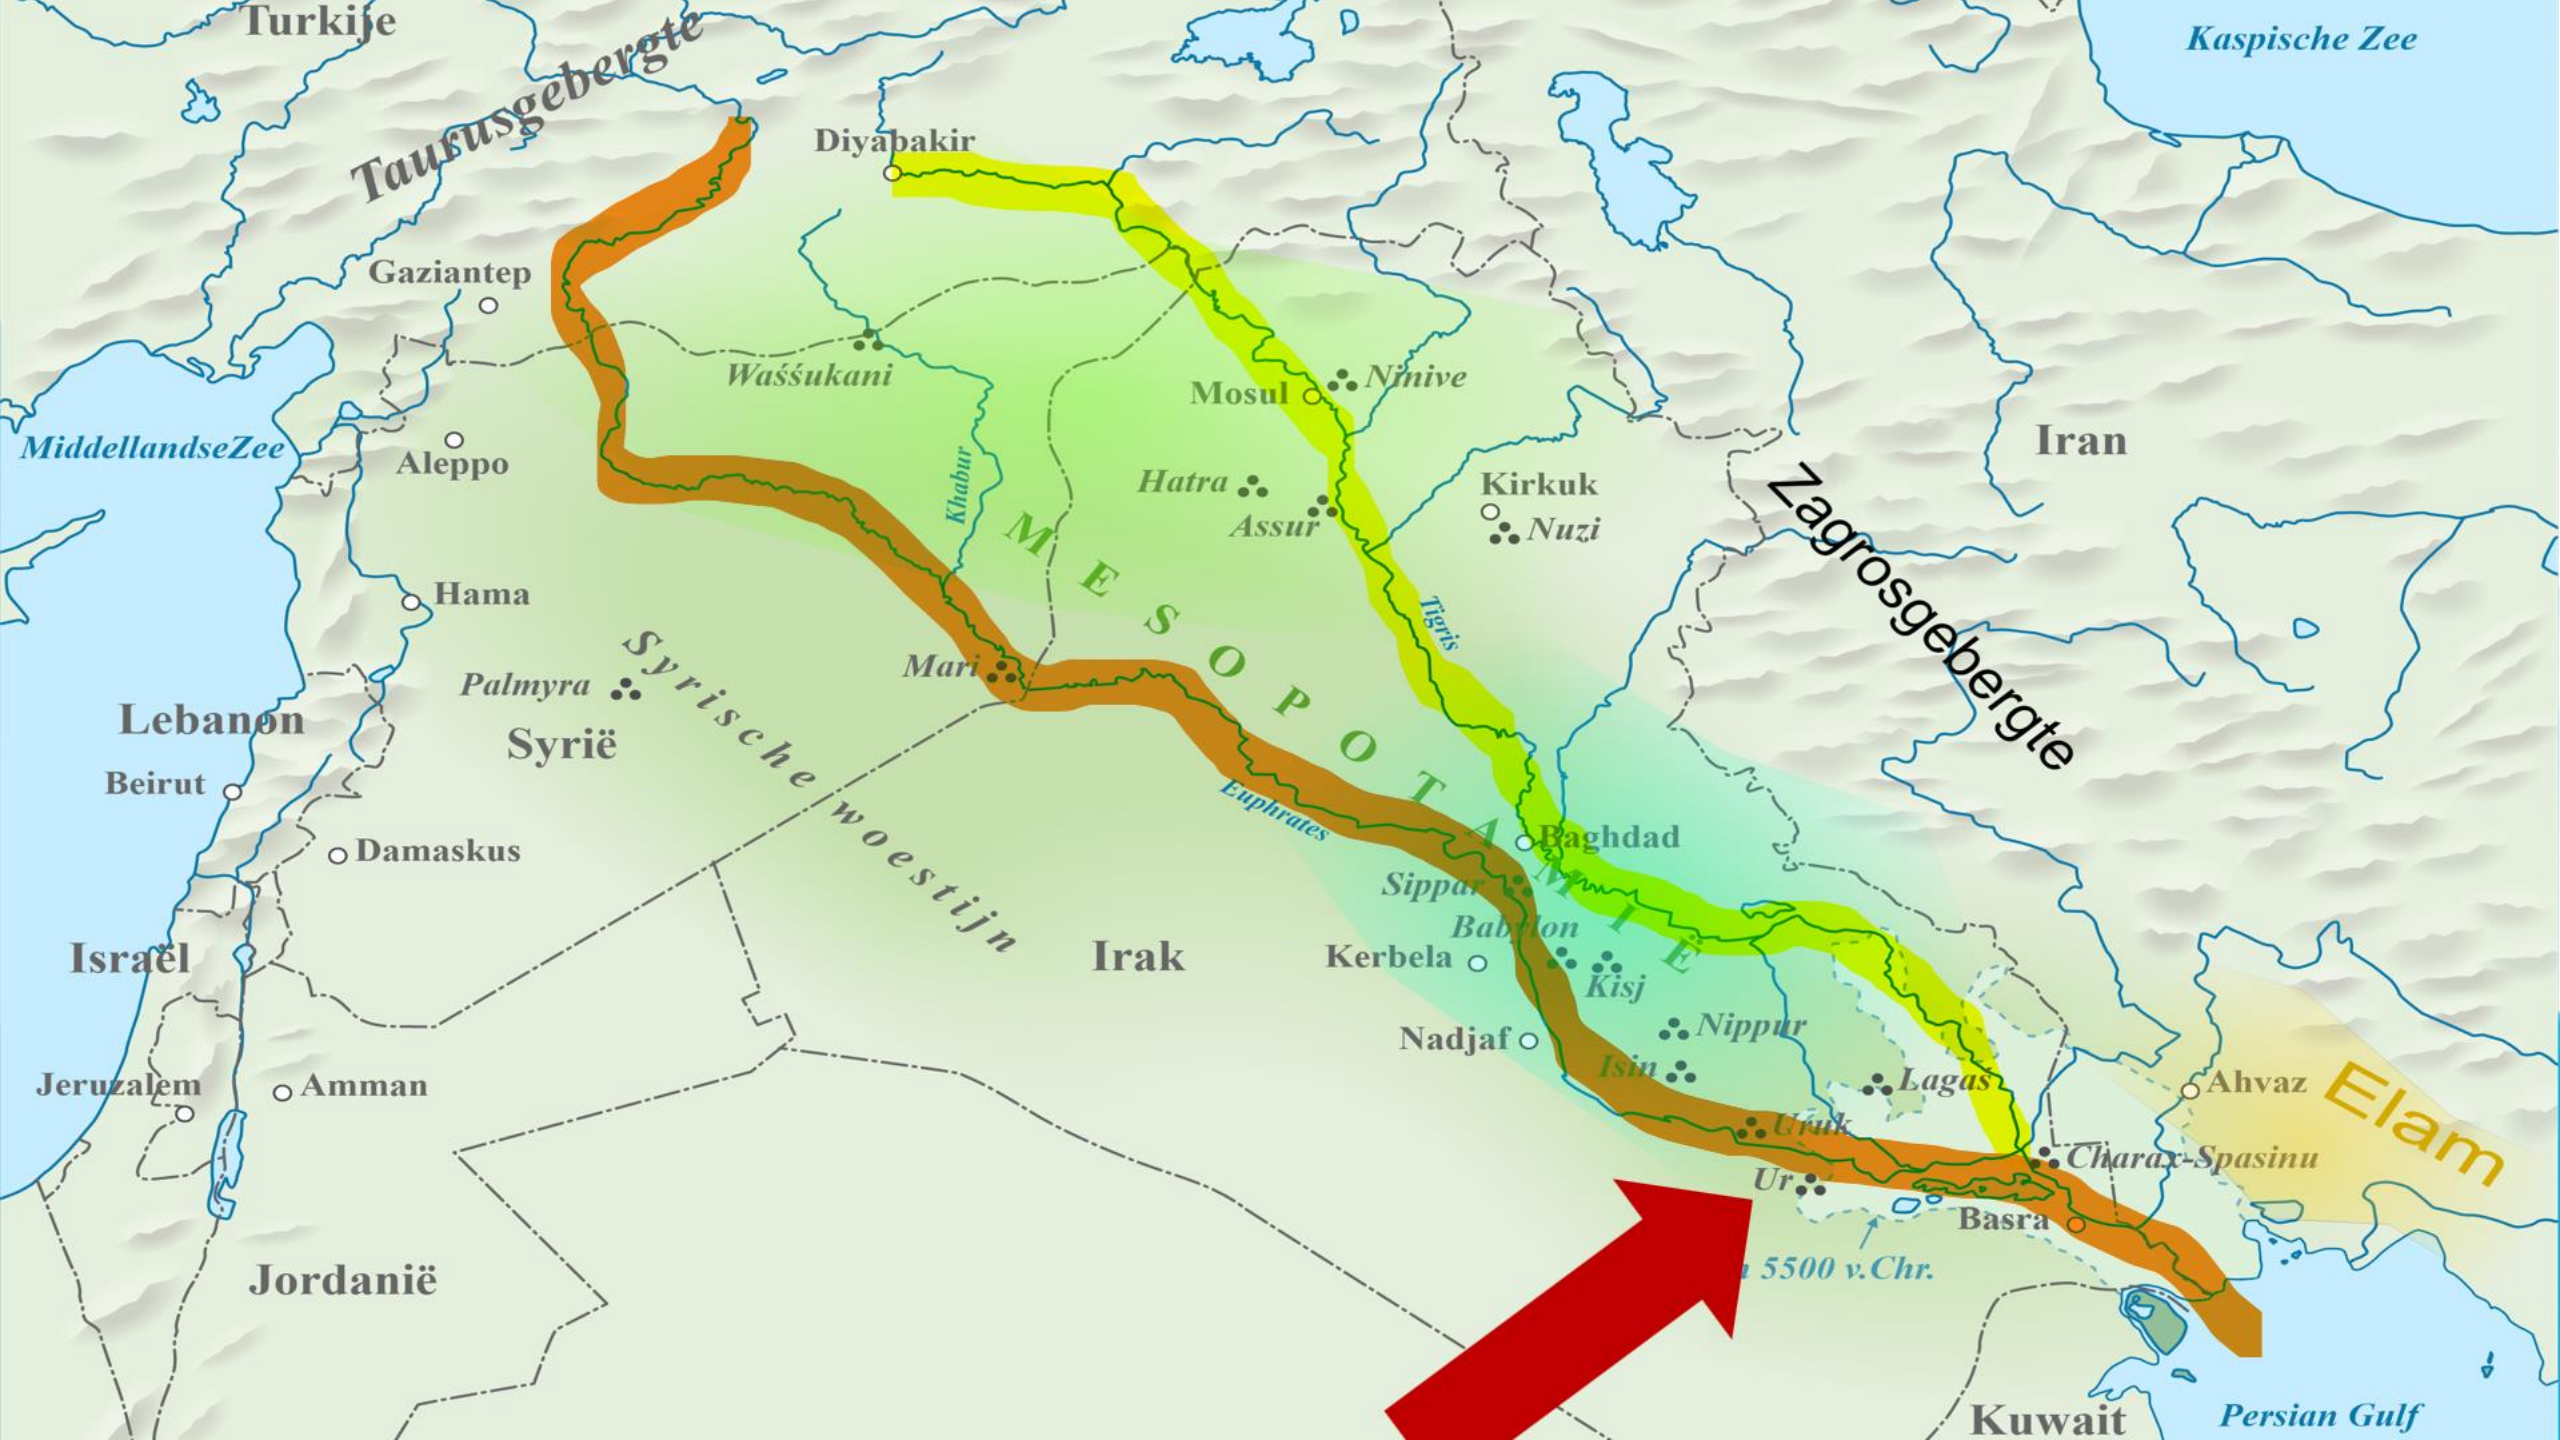 Turkije
Kaspische Zee
Taurusgebergte
Diyabakir
Gaziantep
Waśśukani
Mosul
Ninive
MiddellandseZee
Aleppo
Iran
Khabur
Hatra
Kirkuk
Assur
Nuzi
Zagrosgebergte
Hama
Tigris
MESOPOTAMIË
Mari
Palmyra
Syrische woestijn
Lebanon
Syrië
Beirut
Euphrates
Damaskus
Baghdad
Sippar
Babylon
Israël
Irak
Kerbela
Kisj
Nippur
Nadjaf
Isin
Jeruzalem
Amman
Lagaš
Ahvaz
Elam
Uruk
Charax-Spasinu
Ur
Basra
5500 v.Chr.
Jordanië
Kuwait
Persian Gulf